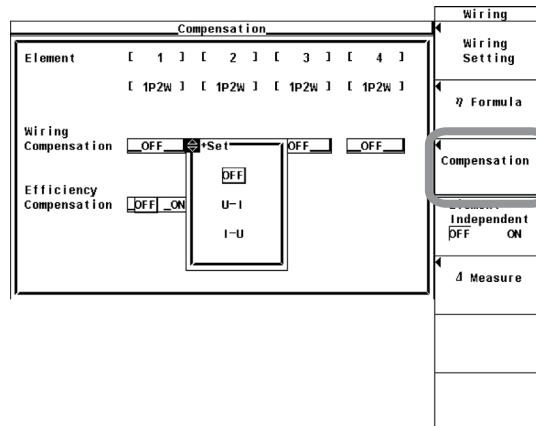 Compensation
Element [ 1 ] [ 2 ] [ 3 ] [ 4 ]
[ 1P2W ] [ 1P2W ] [ 1P2W ] [ 1P2W ]
Wiring
Compensation OFF Set OFF OFF
OFF
U-I
I-U
Efficiency
Compensation OFF ON
Wiring
Wiring
Setting
η Formula
Compensation
Independent
OFF ON
Δ Measure